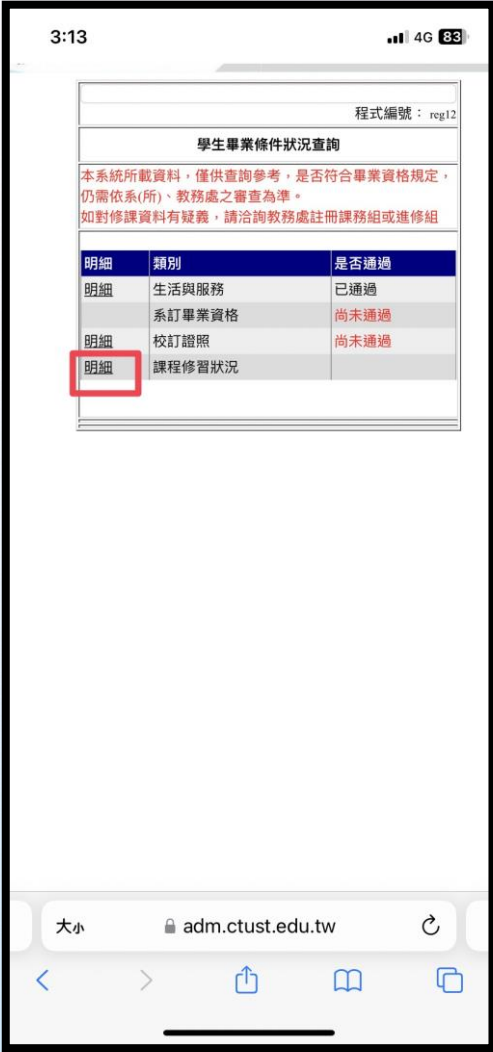 3:13 4G 83
程式編號： reg12
學生畢業條件狀況查詢
本系統所載資料，僅供查詢參考，是否符合畢業資格規定，
仍需依系(所)、教務處之審查為準。
如對修課資料有疑義，請洽詢教務處註冊課務組或進修組
明細 類別 是否通過
明細 生活與服務 已通過
系訂畢業資格 尚未通過
明細 校訂證照 尚未通過
明細 課程修習狀況
大小 adm.ctust.edu.tw